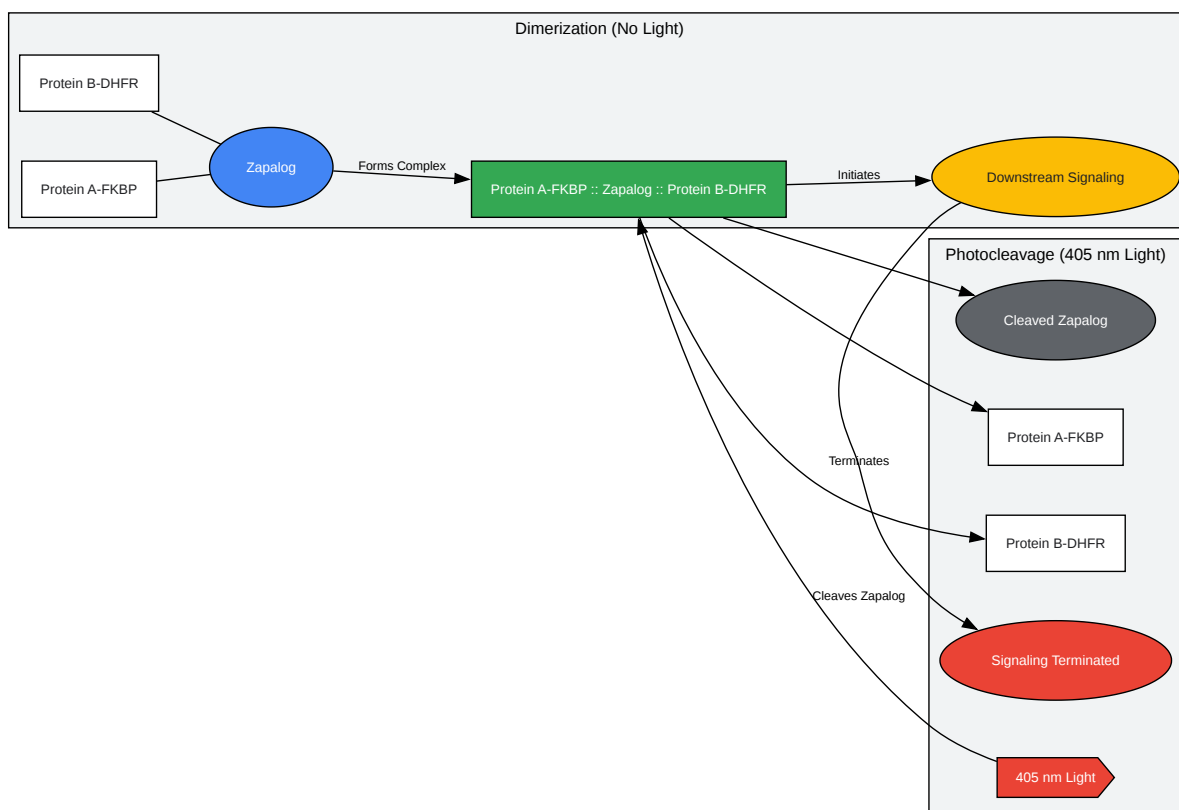 Dimerization (No Light)
Protein B-DHFR
Protein A-FKBP
Zapalog
Forms Complex
Protein A-FKBP :: Zapalog :: Protein B-DHFR
Initiates
Downstream Signaling
Photocleavage (405 nm Light)
Cleaved Zapalog
Protein A-FKBP
Terminates
Protein B-DHFR
Cleaves Zapalog
Signaling Terminated
405 nm Light